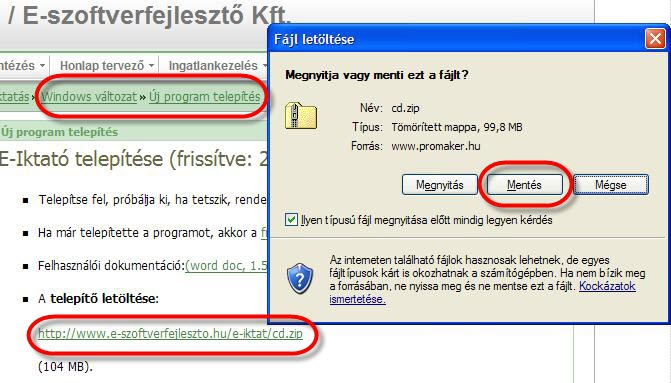 / E-szoftverfejlesztő Kft.
ntézés ▾ Honlap tervező ▾ Ingatlankezelés ▾
ktatás » Windows változat » Új program telepítés
Új program telepítés
E-Iktató telepítése (frissítve: 2
Telepítse fel, próbálja ki, ha tetszik, rende
Ha már telepítette a programot, akkor a f
Felhasználói dokumentáció:(word doc, 1.5
A telepítő letöltése:
http://www.e-szoftverfejleszto.hu/e-iktat/cd.zip
(104 MB).
Fájl letöltése
Megnyitja vagy menti ezt a fájlt?
Név: cd.zip
Típus: Tömörített mappa, 99,8 MB
Forrás: www.promaker.hu
Megnyitás Mentés Mégse
Ilyen típusú fájl megnyitása előtt mindig legyen kérdés
Az interneten található fájlok hasznosak lehetnek, de egyes
fájltípusok kárt is okozhatnak a számítógépben. Ha nem bízik meg
a forrásában, ne nyissa meg és ne mentse ezt a fájlt. Kockázatok
ismertetése.